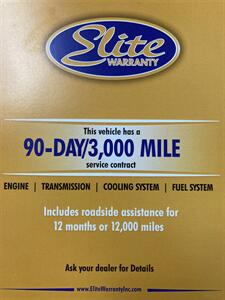 Elite
WARRANTY
This vehicle has a
90-DAY/3,000 MILE
service contract
ENGINE | TRANSMISSION | COOLING SYSTEM | FUEL SYSTEM
Includes roadside assistance for
12 months or 12,000 miles
Ask your dealer for Details
www.EliteWarrantyInc.com